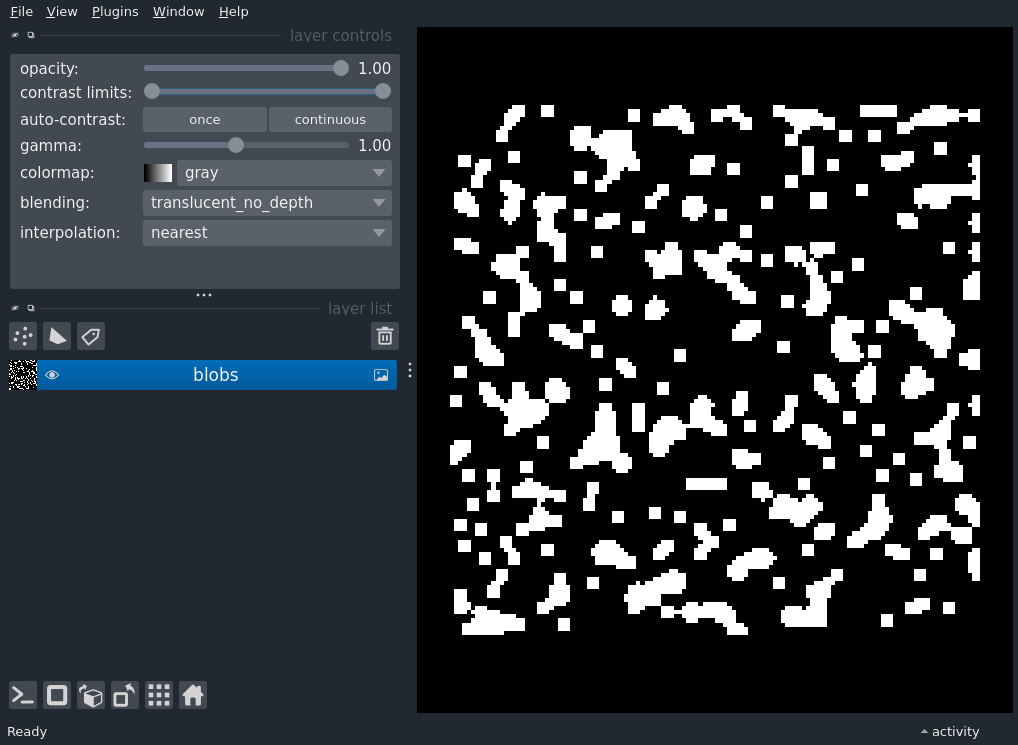 File View Plugins Window Help
layer controls
opacity: 1.00
contrast limits:
auto-contrast: once continuous
gamma: 1.00
colormap: gray
blending: translucent_no_depth
interpolation: nearest
layer list
blobs
Ready activity